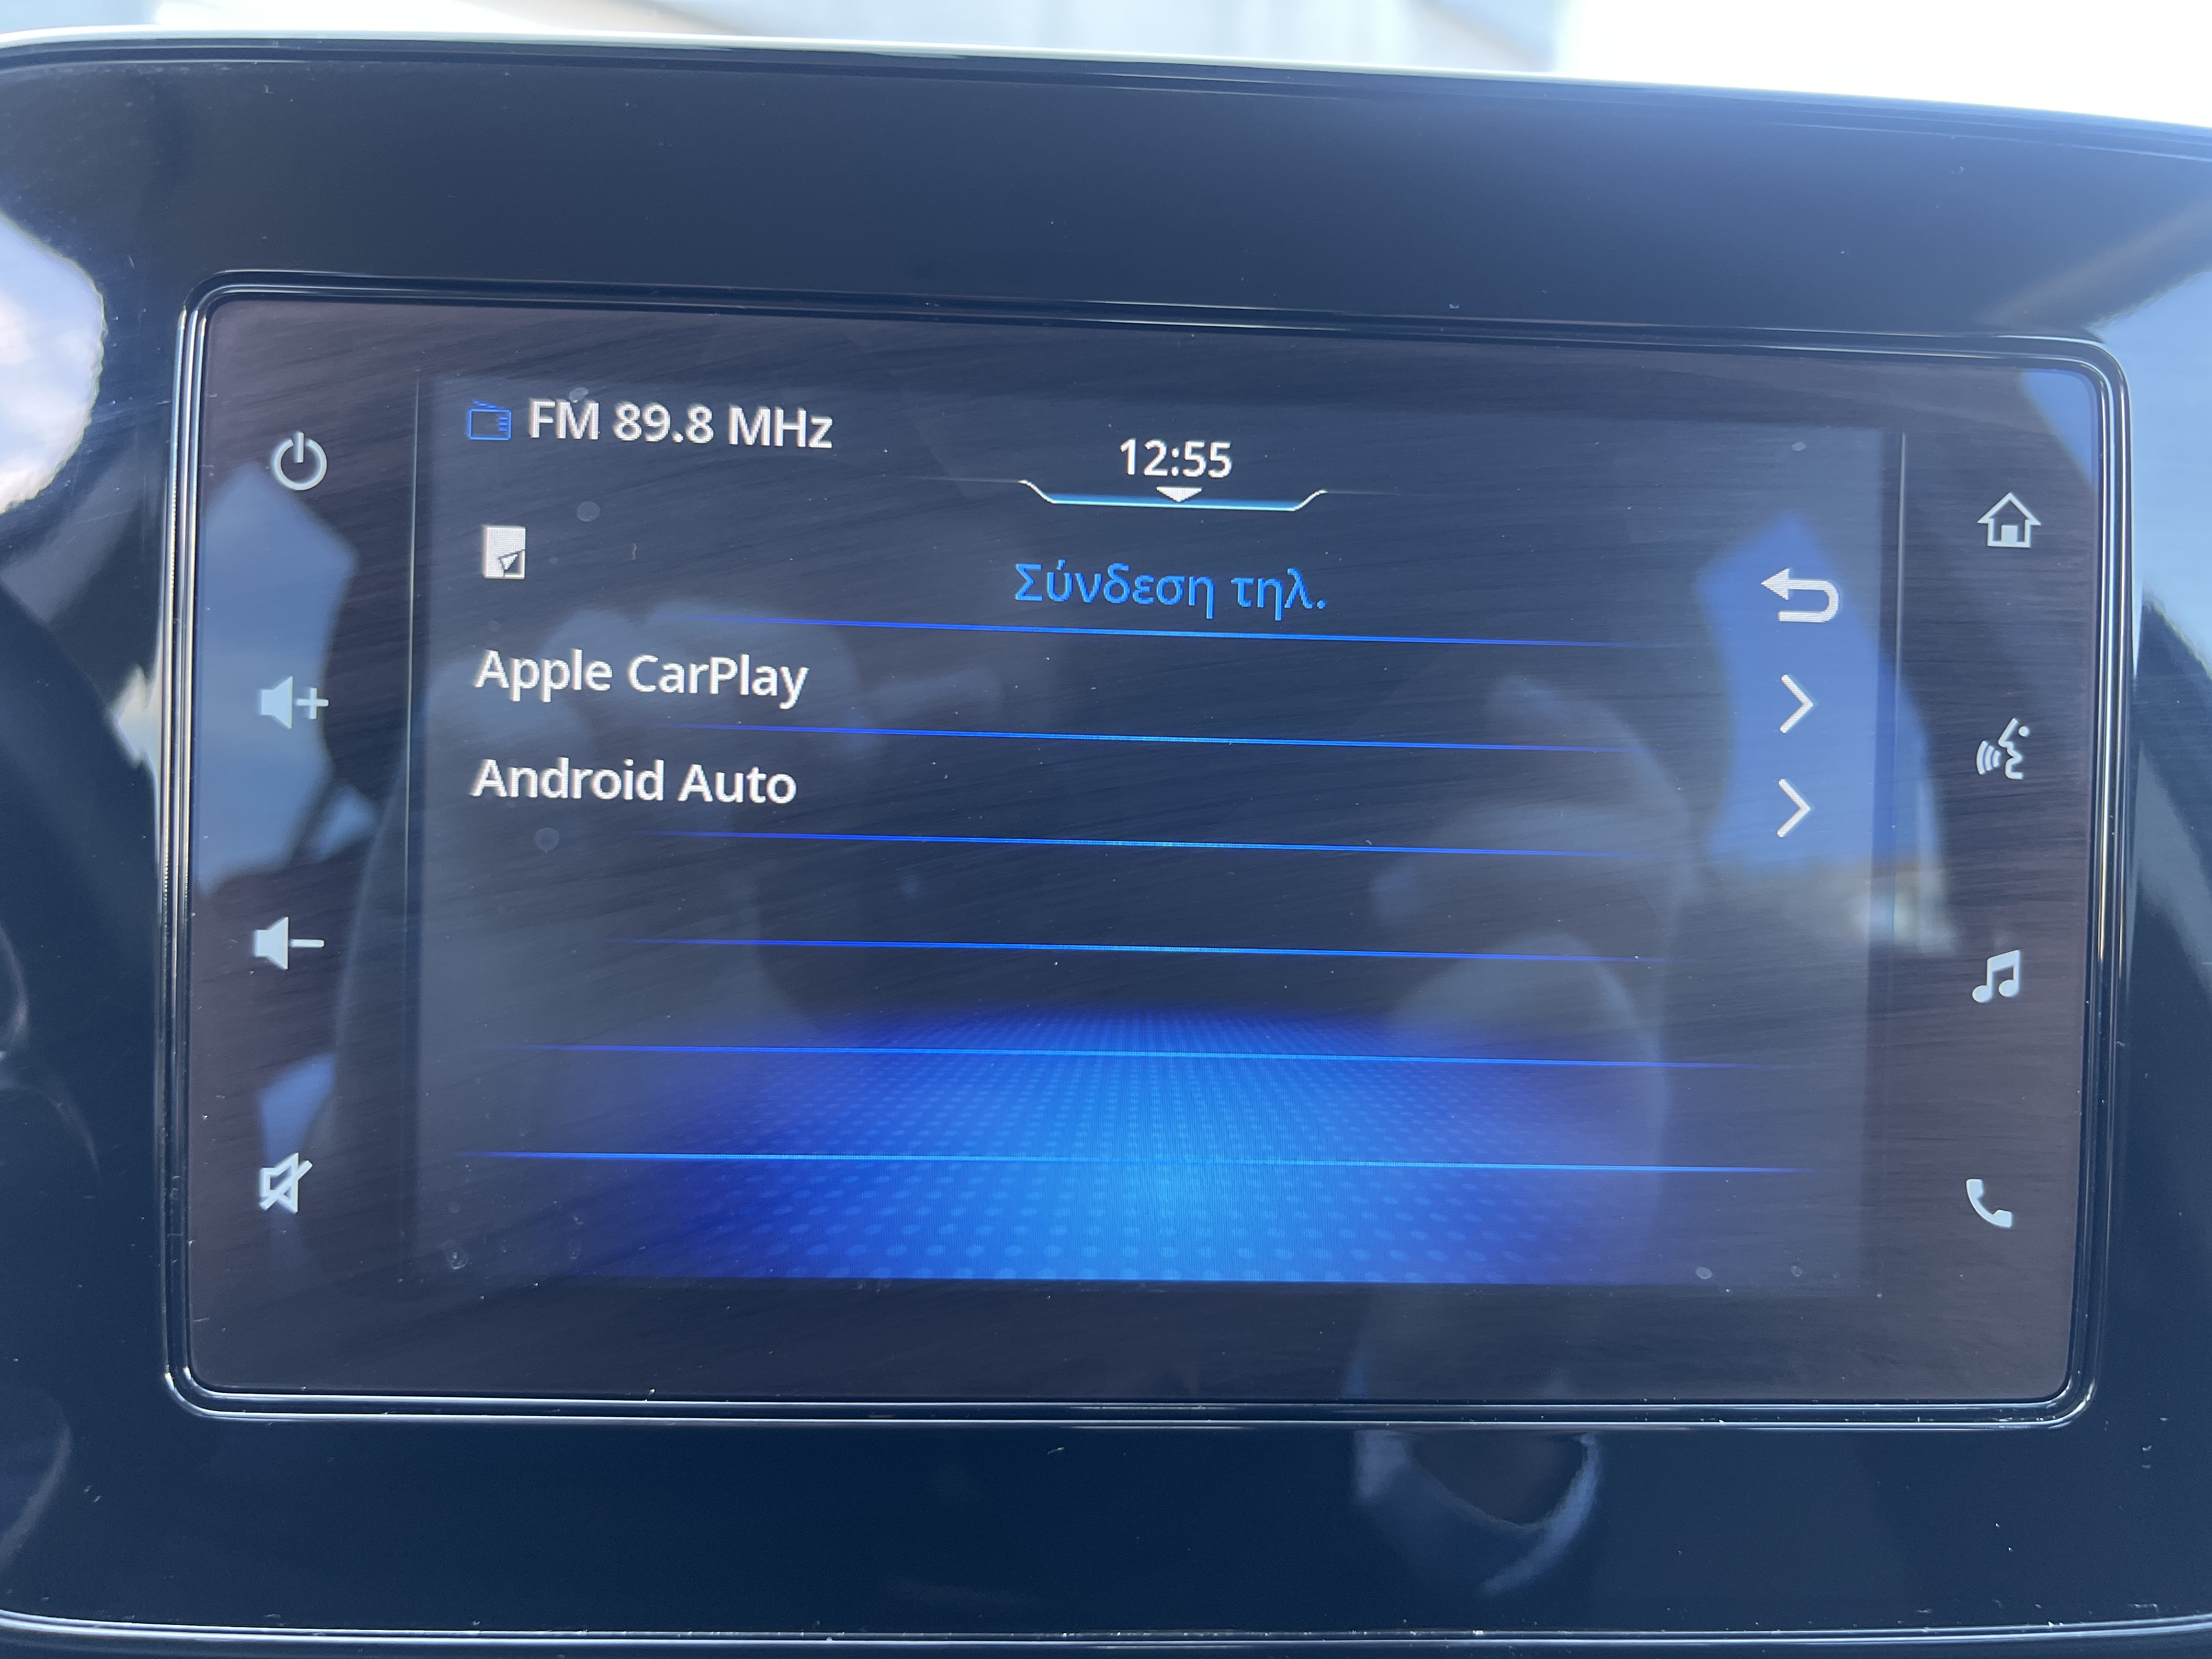 FM 89.8 MHz
12:55
Σύνδεση τηλ.
Apple CarPlay
Android Auto